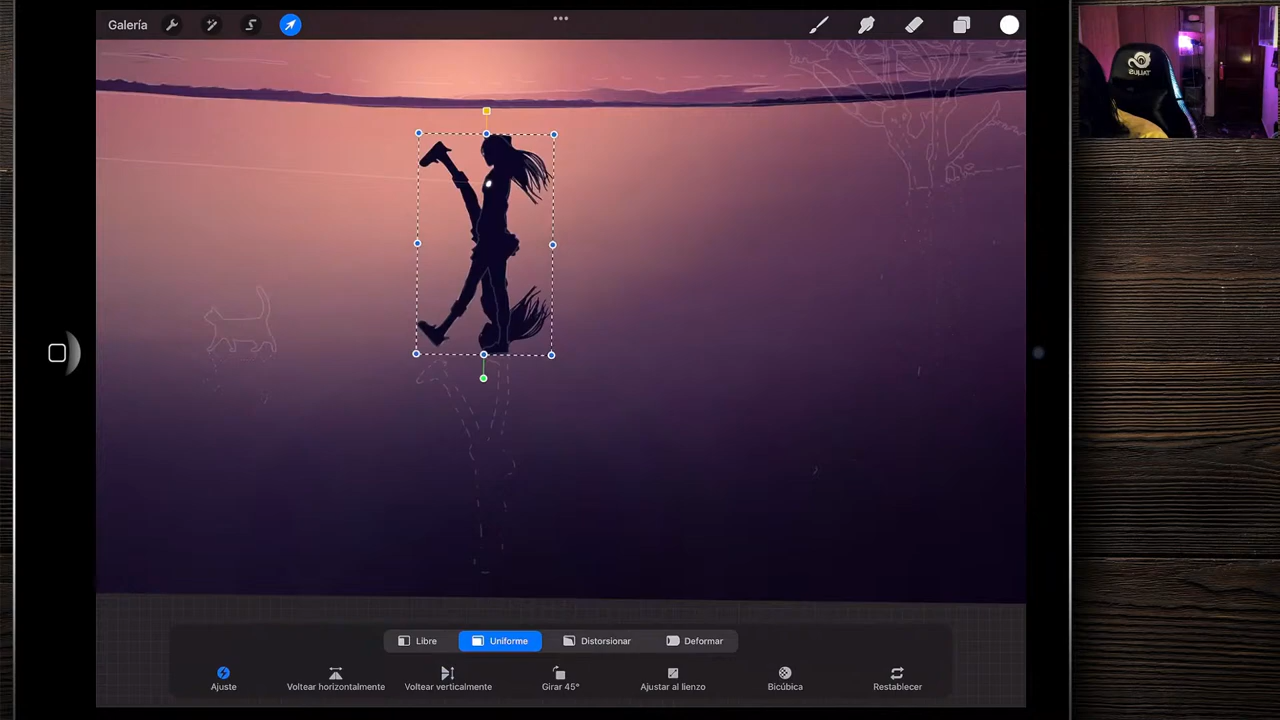 Galería
Libre
Uniforme
Distorsionar
Deformar
Ajuste
Voltear horizontalmente
Voltear verticalmente
Girar 45°
Ajustar al lienzo
Bicúbica
Restablecer